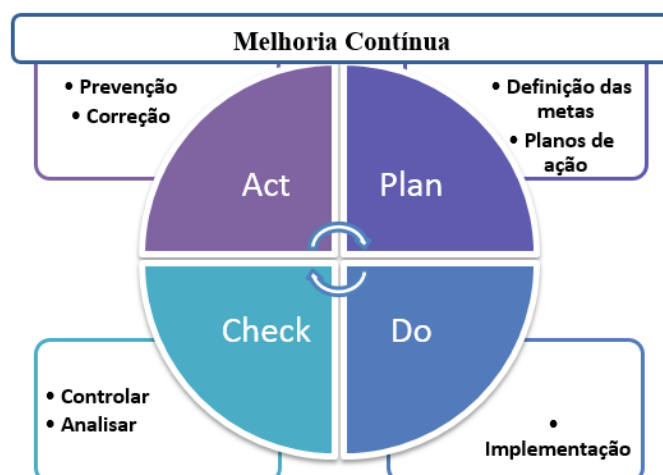 Melhoria Contínua
• Prevenção
• Correção
• Definição das
metas
• Planos de
ação
Act
Plan
Check
Do
• Controlar
• Analisar
•
Implementação